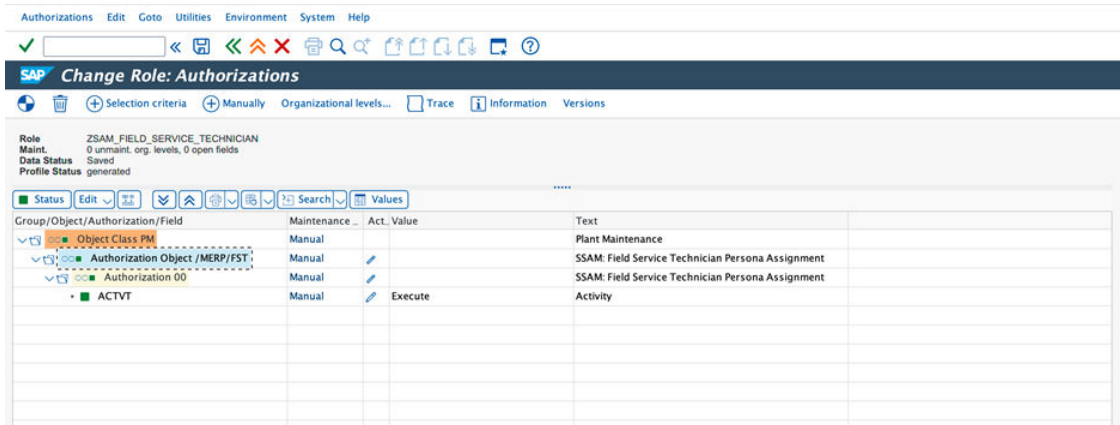 Authorizations Edit Goto Utilities Environment System Help
SAP Change Role: Authorizations
Selection criteria Manually Organizational levels... Trace Information Versions
Role ZSAM_FIELD_SERVICE_TECHNICIAN
Maint. 0 unmaint. org. levels, 0 open fields
Data Status Saved
Profile Status generated
Status Edit Search Values
Group/Object/Authorization/Field Maintenance ... Act... Value Text
Object Class PM Manual Plant Maintenance
Authorization Object /MERP/FST Manual SSAM: Field Service Technician Persona Assignment
Authorization 00 Manual SSAM: Field Service Technician Persona Assignment
ACTVT Manual Execute Activity